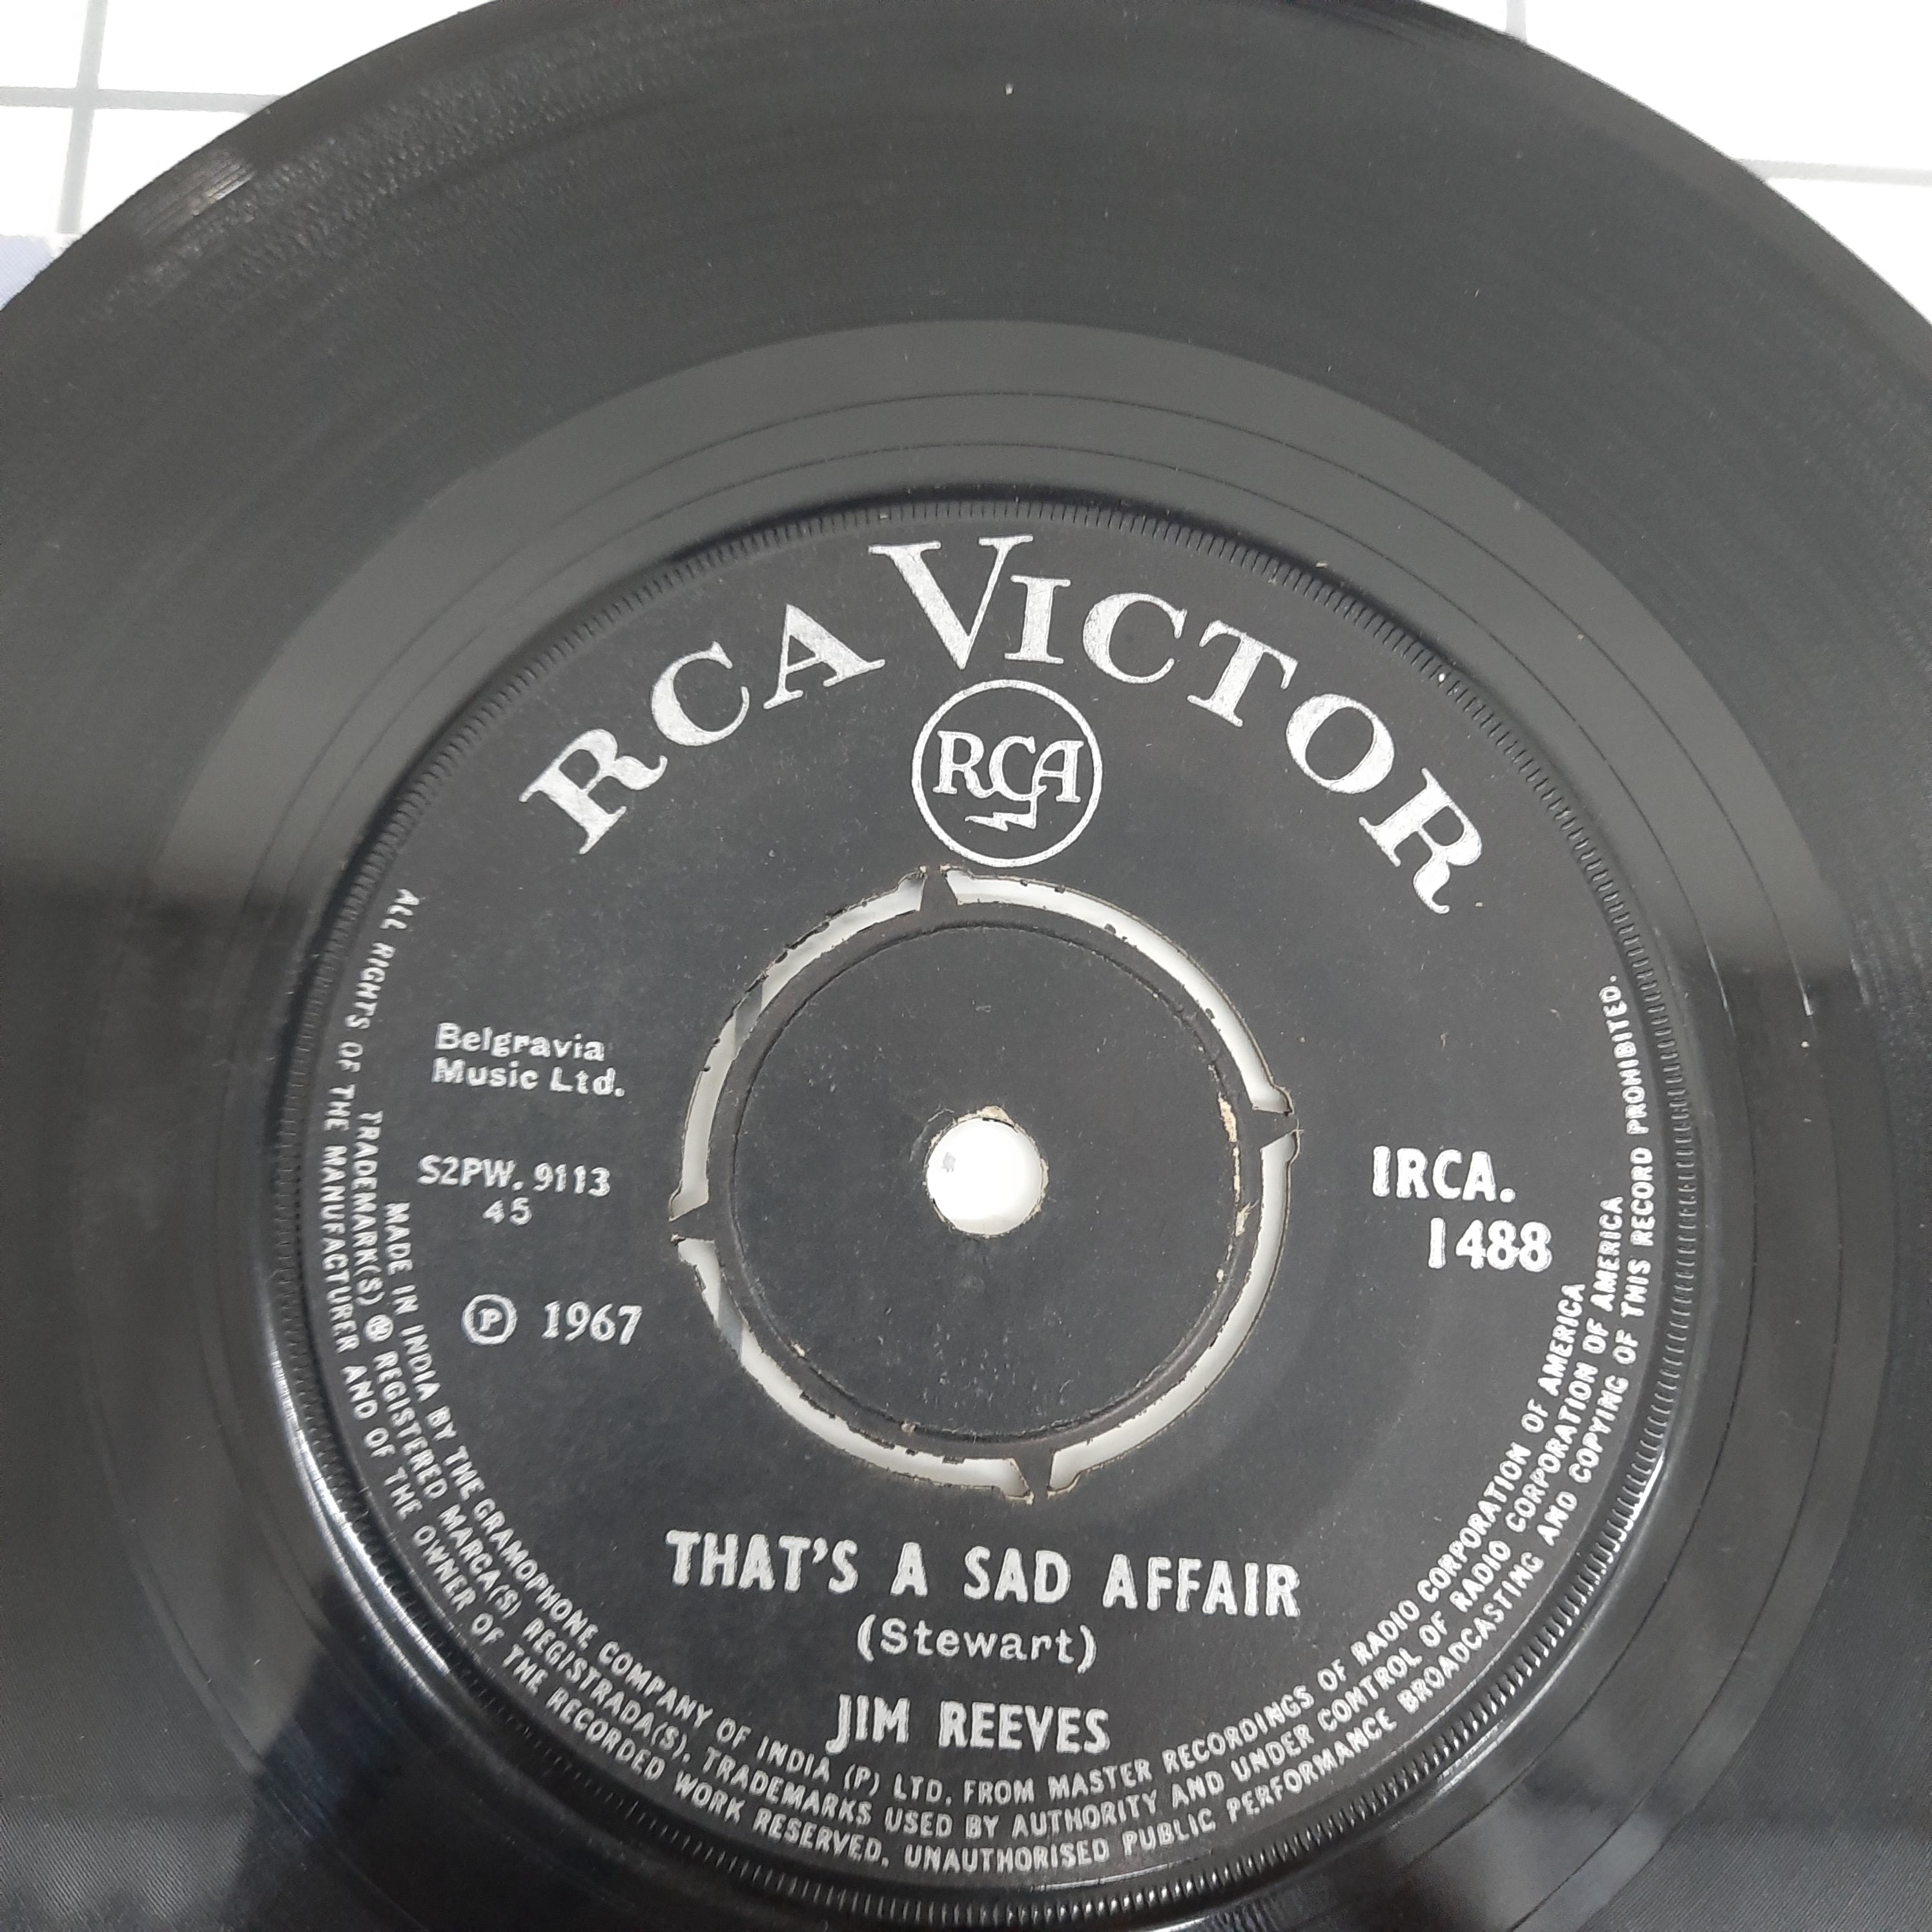 RCA VICTOR
RCA
Belgravia
Music Ltd.
S2PW. 9113
45
Ⓟ 1967
IRCA.
1488
THAT'S A SAD AFFAIR
(Stewart)
JIM REEVES
MADE IN INDIA BY THE GRAMOPHONE COMPANY OF INDIA (P) LTD. FROM MASTER RECORDINGS OF RADIO CORPORATION OF AMERICA
TRADEMARK(S) ® REGISTERED MARCA(S) REGISTRADA(S). TRADEMARKS USED BY AUTHORITY AND UNDER CONTROL OF RADIO CORPORATION OF AMERICA
ALL RIGHTS OF THE MANUFACTURER AND OF THE OWNER OF THE RECORDED WORK RESERVED. UNAUTHORISED PUBLIC PERFORMANCE BROADCASTING AND COPYING OF THIS RECORD PROHIBITED.